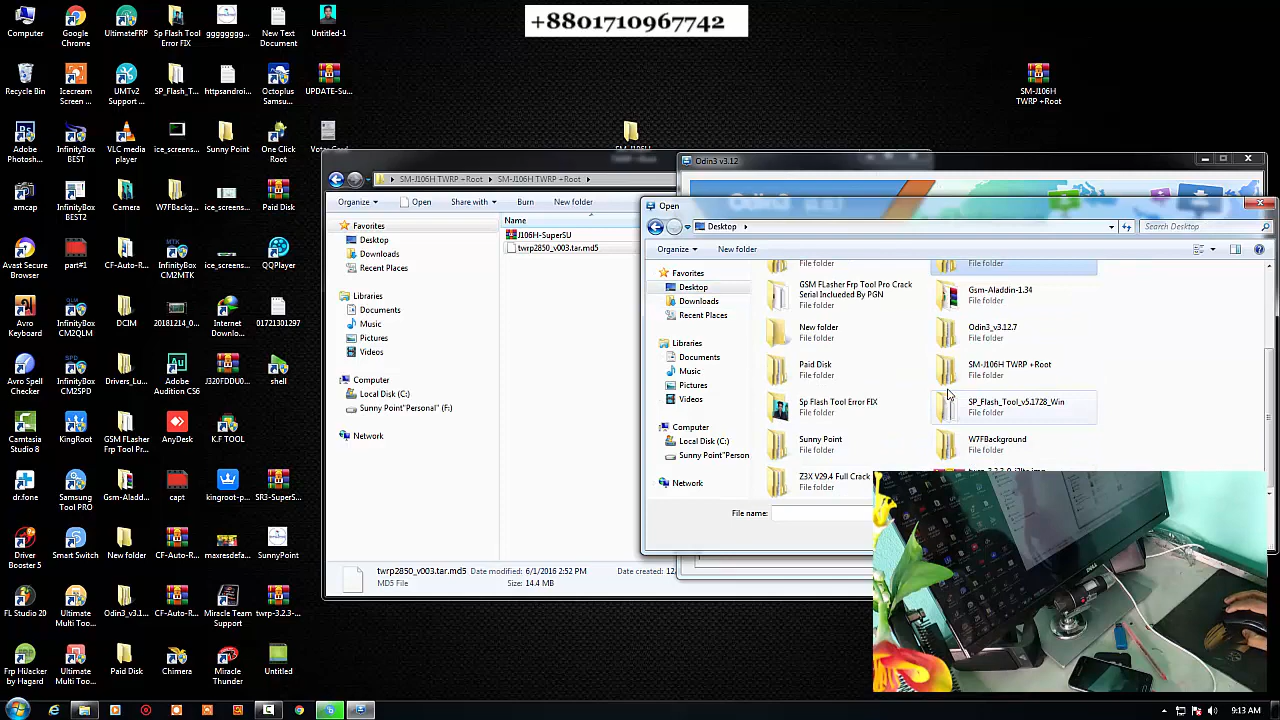 +8801710967742
Computer
Google
Chrome
UltimateFRP
Sp Flash Tool
Error FIX
gggggggg...
New Text
Document
Untitled-1
Recycle Bin
Icecream
Screen ...
UMTv2
Support ...
SP_Flash_T...
httpsandroi...
Octoplus
Samsu...
UPDATE-Su...
SM-J106H
TWRP +Root
Adobe
Photosh...
InfinityBox
BEST
VLC media
player
ice_screens...
Sunny Point
One Click
Root
amcap
InfinityBox
BEST2
Camera
W7FBackg...
ice_screen...
Paid Disk
Avast Secure
Browser
part#1
CF-Auto-R...
InfinityBox
CM2MTK
ice_screens...
QQPlayer
Avro
Keyboard
InfinityBox
CM2QLM
DCIM
20181214_0...
Internet
Downlo...
01721301297
Avro Spell
Checker
InfinityBox
CM2SPD
Drivers_Lu...
Adobe
Audition CS6
J320FDDU0...
shell
Camtasia
Studio 8
KingRoot
GSM FLasher
Frp Tool...
AnyDesk
K.F TOOL
dr.fone
Samsung
Tool PRO
Gsm-Aladd...
capt
kingroot-p...
SR3-SuperS...
Driver
Booster 5
Smart Switch
New folder
CF-Auto-R...
maxresdefa...
SunnyPoint
FL Studio 20
Ultimate
Multi Too...
Odin3_v3.1...
CF-Auto-R...
Miracle Team
Support
twrp-3.2.3-...
Frp HiJacker
by Hagard
Ultimate
Multi Too...
Paid Disk
Chimera
Miracle
Thunder
Untitled
SM-J106H TWRP +Root
SM-J106H TWRP +Root
Organize
Open
Share with
Burn
New folder
Favorites
Desktop
Downloads
Recent Places
Libraries
Documents
Music
Pictures
Videos
Computer
Local Disk (C:)
Sunny Point"Personal" (F:)
Network
Name
J106H-SuperSU
twrp2850_v003.tar.md5
twrp2850_v003.tar.md5 Date modified: 6/1/2016 2:52 PM
MD5 File
Size: 14.4 MB
Odin3 v3.12
Open
Desktop
Search Desktop
Organize
New folder
Favorites
Desktop
Downloads
Recent Places
Libraries
Documents
Music
Pictures
Videos
Computer
Local Disk (C:)
Sunny Point"Person
Network
File folder
File folder
GSM FLasher Frp Tool Pro Crack
Serial Inclueded By PGN
Gsm-Aladdin-1.34
File folder
New folder
File folder
Odin3_v3.12.7
File folder
Paid Disk
File folder
SM-J106H TWRP +Root
File folder
Sp Flash Tool Error FIX
File folder
SP_Flash_Tool_v5.1728_Win
File folder
Sunny Point
File folder
W7FBackground
File folder
Z3X V29.4 Full Crack
File folder
File name:
DELL
9:13 AM